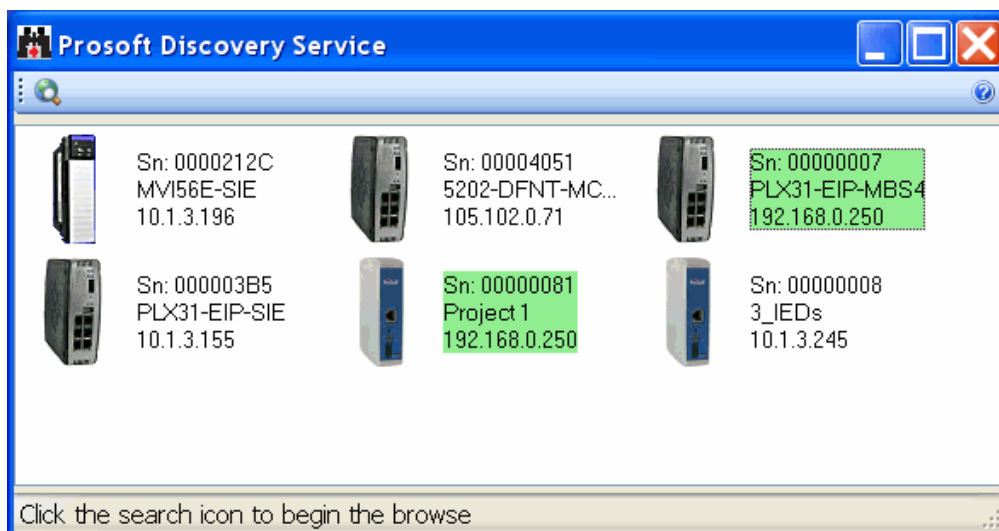 Prosoft Discovery Service
Sn: 0000212C
MVI56E-SIE
10.1.3.196
Sn: 00004051
5202-DFNT-MC...
105.102.0.71
Sn: 00000007
PLX31-EIP-MBS4
192.168.0.250
Sn: 000003B5
PLX31-EIP-SIE
10.1.3.155
Sn: 00000081
Project 1
192.168.0.250
Sn: 00000008
3_IEDs
10.1.3.245
Click the search icon to begin the browse